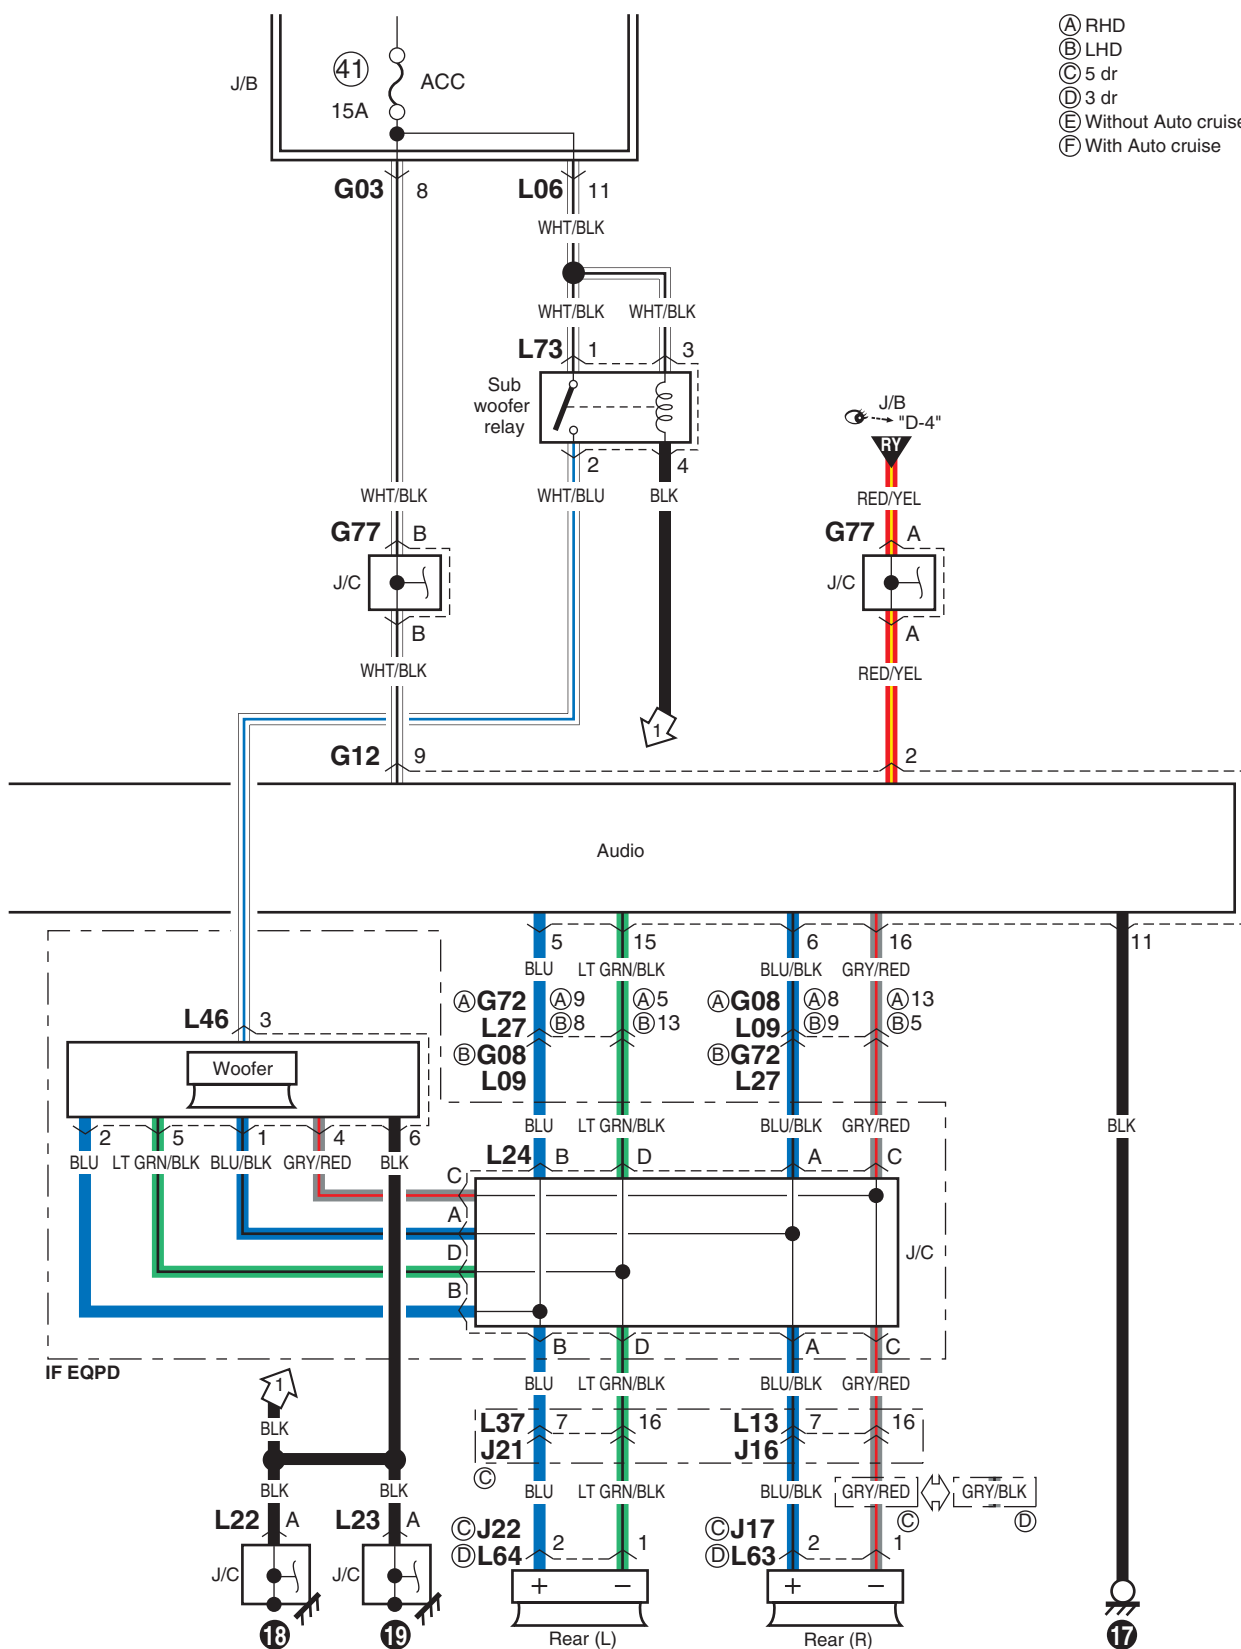 Ⓐ RHD
Ⓑ LHD
Ⓒ 5 dr
Ⓓ 3 dr
Ⓔ Without Auto cruise
Ⓕ With Auto cruise
J/B
41
15A
ACC
G03 8
L06 11
WHT/BLK
WHT/BLK WHT/BLK
L73 1 3
Sub
woofer
relay
J/B
"D-4"
RY
2 4
WHT/BLK WHT/BLU BLK RED/YEL
G77 B
G77 A
J/C
J/C
B
A
WHT/BLK
RED/YEL
1
G12 9
2
Audio
5 15 6 16 11
BLU LT GRN/BLK BLU/BLK GRY/RED
ⒶG72 Ⓐ9 Ⓐ5 ⒶG08 Ⓐ8 Ⓐ13
L27 Ⓑ8 Ⓑ13 L09 Ⓑ9 Ⓑ5
ⒷG08 ⒷG72
L09 L27
L46 3
Woofer
2 5 1 4 6
BLU LT GRN/BLK BLU/BLK GRY/RED BLK
BLU LT GRN/BLK BLU/BLK GRY/RED BLK
L24 B D A C
C
A
D
B
J/C
B D A C
IF EQPD
BLU LT GRN/BLK BLU/BLK GRY/RED
1
BLK
L37 7 16 L13 7 16
J21 J16
Ⓒ
BLK BLK
BLU LT GRN/BLK BLU/BLK GRY/RED GRY/BLK
Ⓒ Ⓓ
L22 A L23 A
ⒸJ22 2 1 ⒸJ17 2 1
ⒹL64 ⒹL63
J/C J/C
+ − + −
18 19
Rear (L) Rear (R)
17